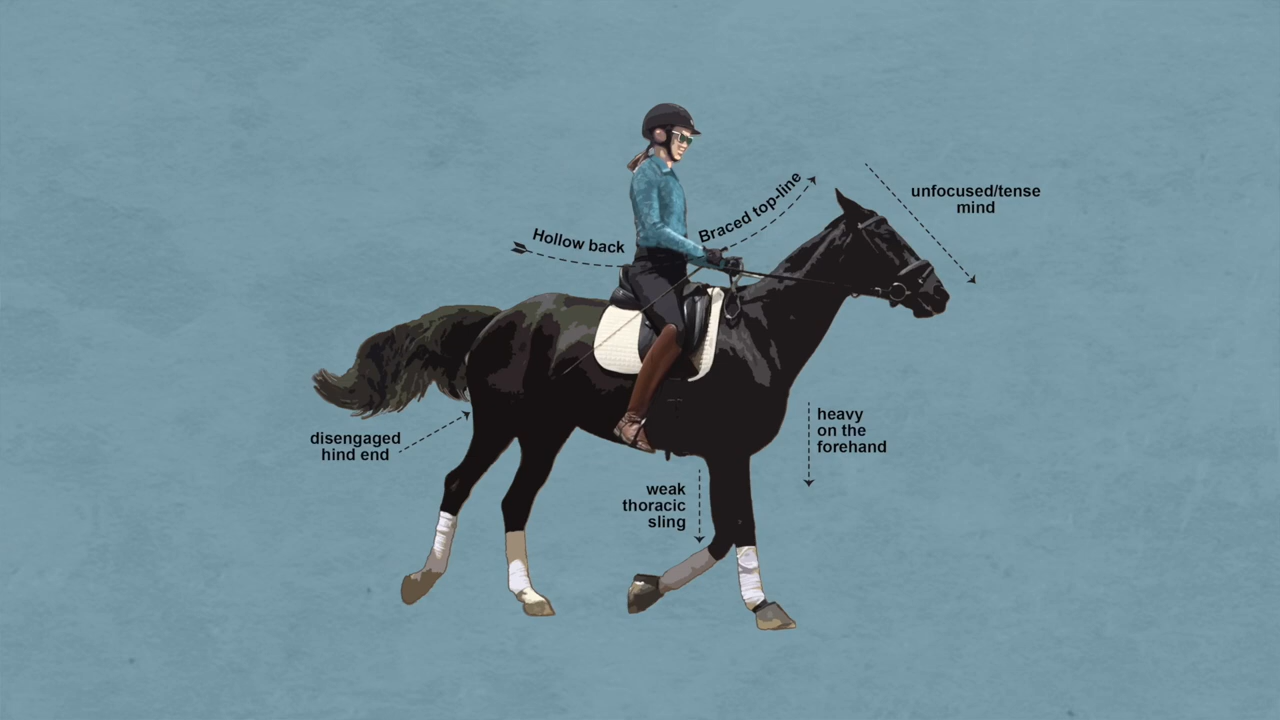 Hollow back
Braced top-line
unfocused/tense
mind
disengaged
hind end
heavy
on the
forehand
weak
thoracic
sling